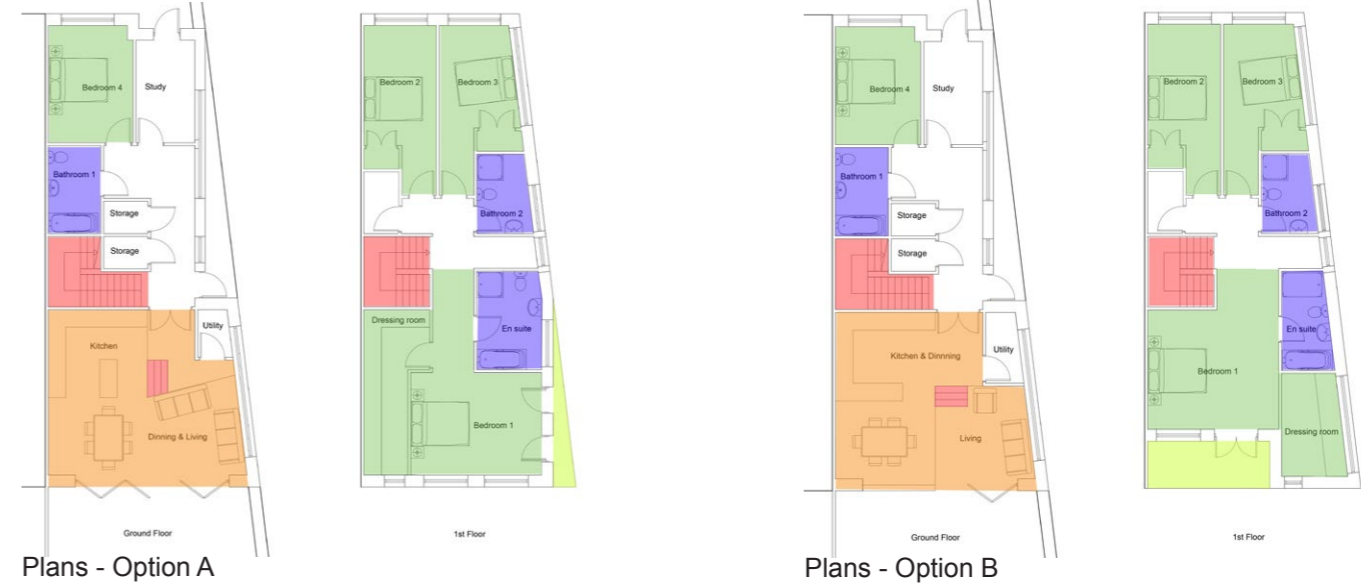 Bedroom 4
Study
Bathroom 1
Storage
Storage
Kitchen
Utility
Dinning & Living
Ground Floor
Bedroom 2
Bedroom 3
Bathroom 2
Dressing room
En suite
Bedroom 1
1st Floor
Plans - Option A
Bedroom 4
Study
Bathroom 1
Storage
Storage
Kitchen & Dinnning
Utility
Living
Ground Floor
Bedroom 2
Bedroom 3
Bathroom 2
En suite
Bedroom 1
Dressing room
1st Floor
Plans - Option B